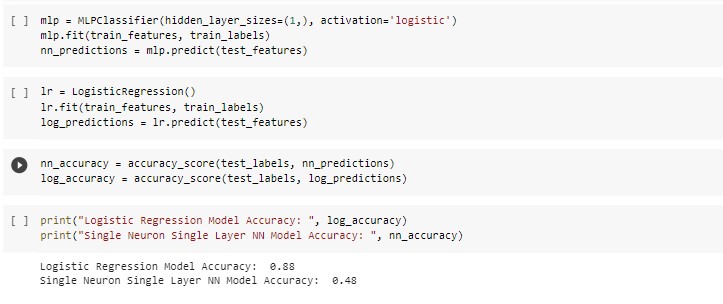 [ ] mlp = MLPClassifier(hidden_layer_sizes=(1,), activation='logistic')
mlp.fit(train_features, train_labels)
nn_predictions = mlp.predict(test_features)
[ ] lr = LogisticRegression()
lr.fit(train_features, train_labels)
log_predictions = lr.predict(test_features)
nn_accuracy = accuracy_score(test_labels, nn_predictions)
log_accuracy = accuracy_score(test_labels, log_predictions)
[ ] print("Logistic Regression Model Accuracy: ", log_accuracy)
print("Single Neuron Single Layer NN Model Accuracy: ", nn_accuracy)
Logistic Regression Model Accuracy:  0.88
Single Neuron Single Layer NN Model Accuracy:  0.48